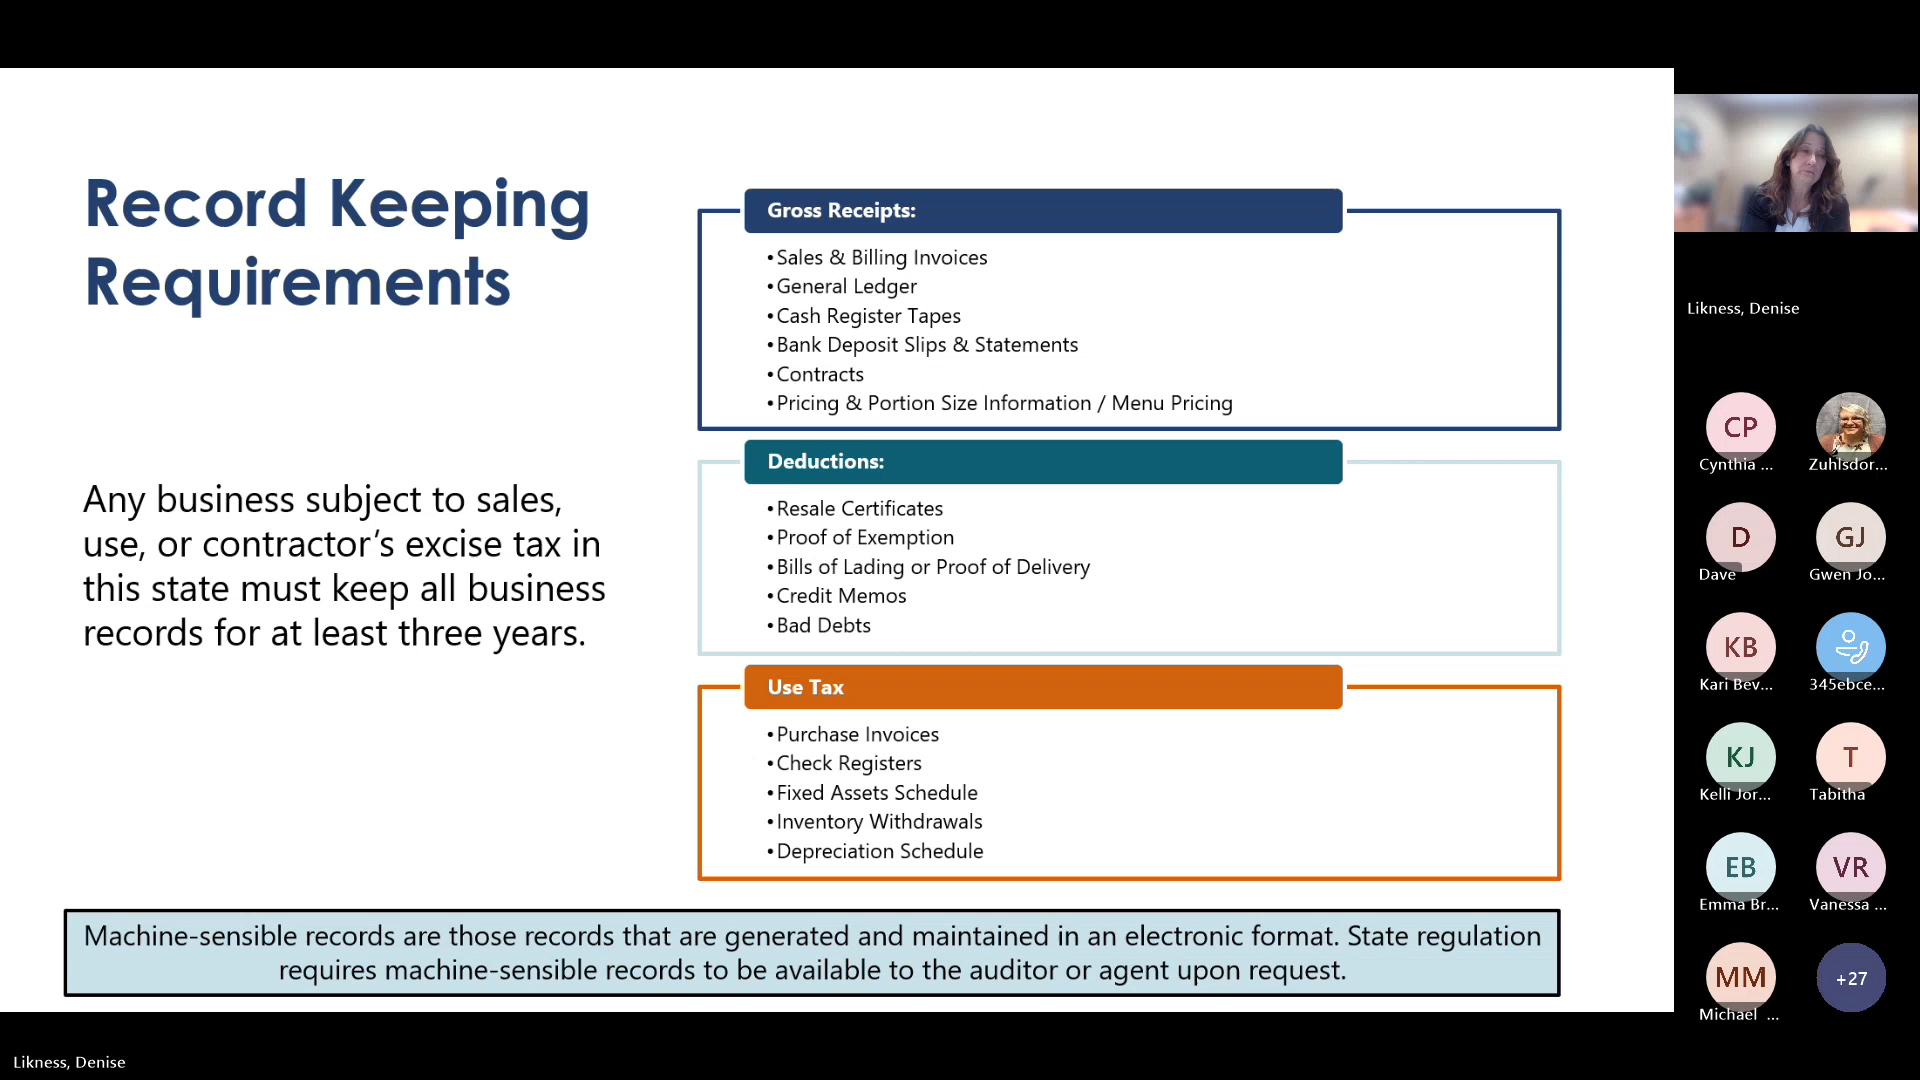 Record Keeping
Requirements
Any business subject to sales,
use, or contractor’s excise tax in
this state must keep all business
records for at least three years.
Gross Receipts:
•Sales & Billing Invoices
•General Ledger
•Cash Register Tapes
•Bank Deposit Slips & Statements
•Contracts
•Pricing & Portion Size Information / Menu Pricing
Deductions:
•Resale Certificates
•Proof of Exemption
•Bills of Lading or Proof of Delivery
•Credit Memos
•Bad Debts
Use Tax
•Purchase Invoices
•Check Registers
•Fixed Assets Schedule
•Inventory Withdrawals
•Depreciation Schedule
Machine-sensible records are those records that are generated and maintained in an electronic format. State regulation
requires machine-sensible records to be available to the auditor or agent upon request.
Likness, Denise
CP
Cynthia ...
Zuhlsdor...
D
Dave
GJ
Gwen Jo...
KB
Kari Bev...
345ebce...
KJ
Kelli Jor...
T
Tabitha
EB
Emma Br...
VR
Vanessa ...
MM
Michael ...
+27
Likness, Denise